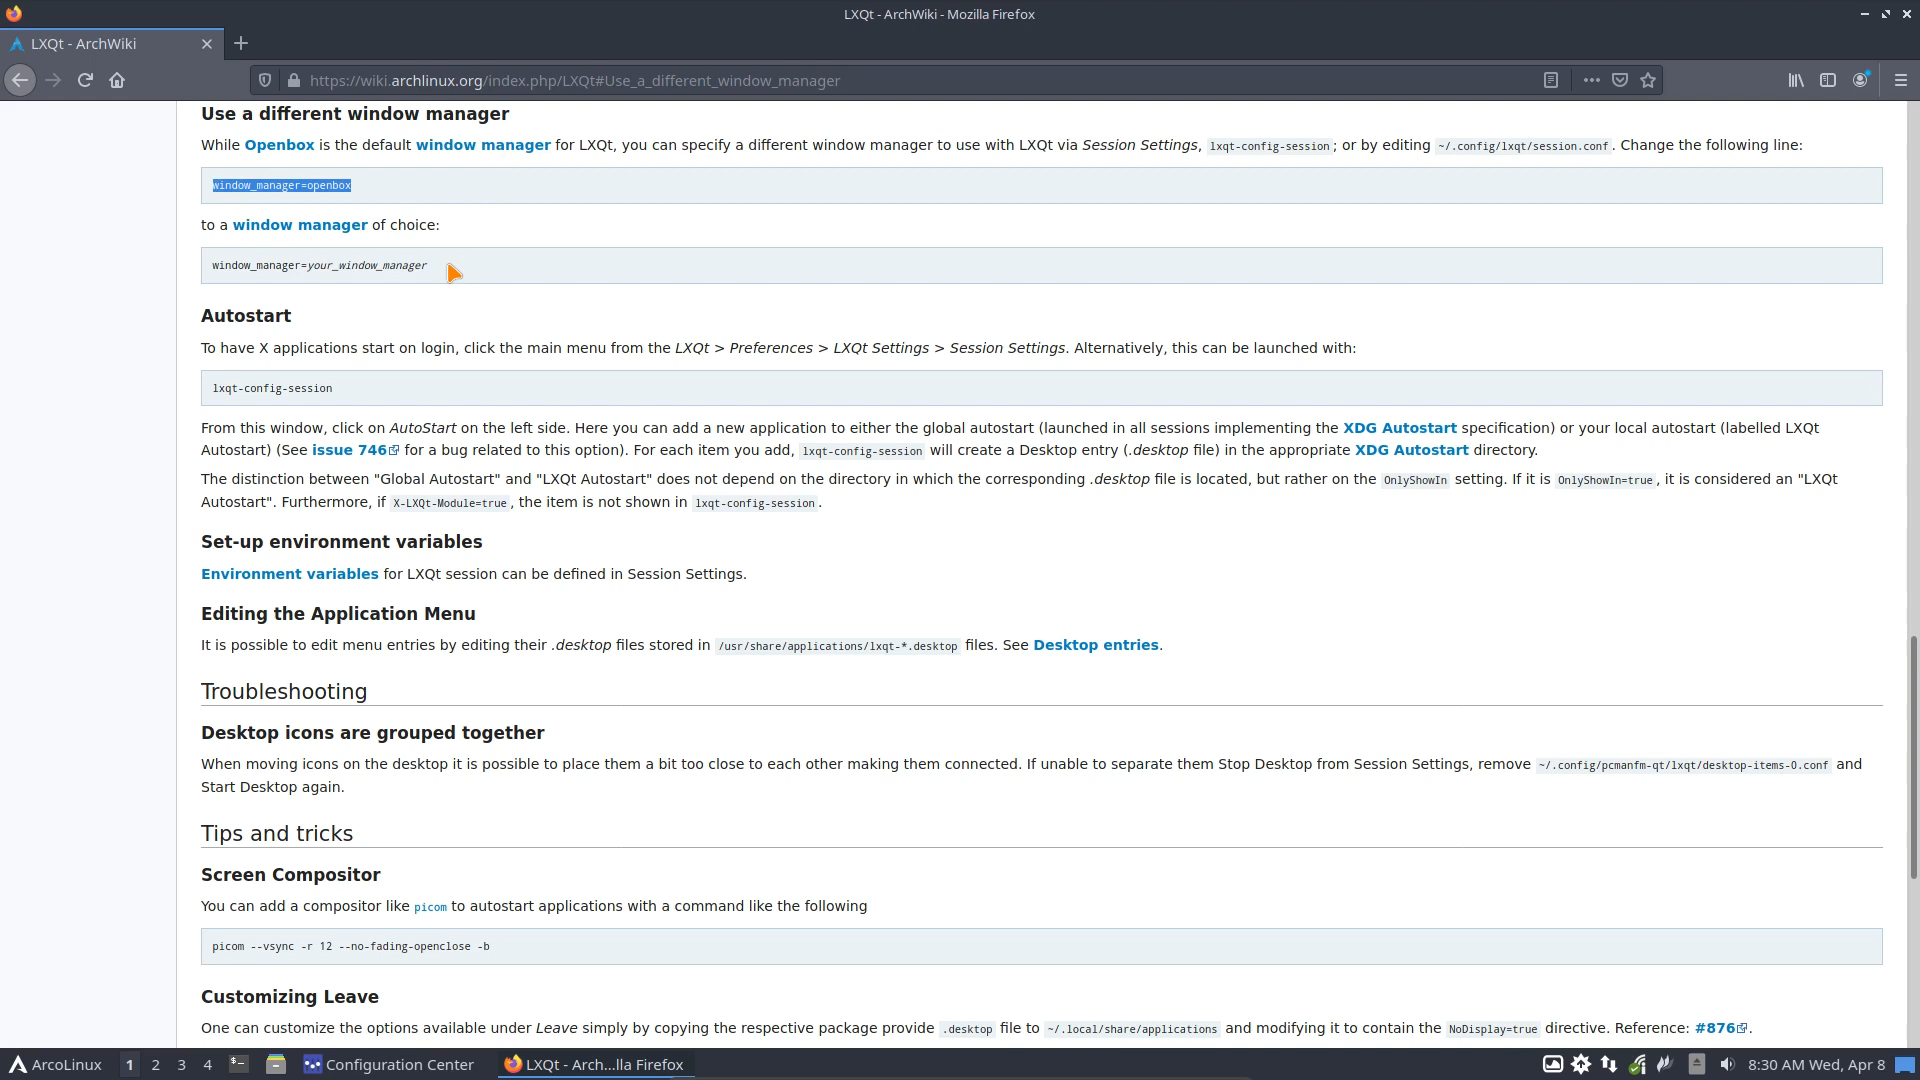 LXQt - ArchWiki - Mozilla Firefox
LXQt - ArchWiki
https://wiki.archlinux.org/index.php/LXQt#Use_a_different_window_manager
Use a different window manager
While Openbox is the default window manager for LXQt, you can specify a different window manager to use with LXQt via Session Settings, lxqt-config-session; or by editing ~/.config/lxqt/session.conf. Change the following line:
window_manager=openbox
to a window manager of choice:
window_manager=your_window_manager
Autostart
To have X applications start on login, click the main menu from the LXQt > Preferences > LXQt Settings > Session Settings. Alternatively, this can be launched with:
lxqt-config-session
From this window, click on AutoStart on the left side. Here you can add a new application to either the global autostart (launched in all sessions implementing the XDG Autostart specification) or your local autostart (labelled LXQt
Autostart) (See issue 746 for a bug related to this option). For each item you add, lxqt-config-session will create a Desktop entry (.desktop file) in the appropriate XDG Autostart directory.
The distinction between "Global Autostart" and "LXQt Autostart" does not depend on the directory in which the corresponding .desktop file is located, but rather on the OnlyShowIn setting. If it is OnlyShowIn=true, it is considered an "LXQt
Autostart". Furthermore, if X-LXQt-Module=true, the item is not shown in lxqt-config-session.
Set-up environment variables
Environment variables for LXQt session can be defined in Session Settings.
Editing the Application Menu
It is possible to edit menu entries by editing their .desktop files stored in /usr/share/applications/lxqt-*.desktop files. See Desktop entries.
Troubleshooting
Desktop icons are grouped together
When moving icons on the desktop it is possible to place them a bit too close to each other making them connected. If unable to separate them Stop Desktop from Session Settings, remove ~/.config/pcmanfm-qt/lxqt/desktop-items-0.conf and
Start Desktop again.
Tips and tricks
Screen Compositor
You can add a compositor like picom to autostart applications with a command like the following
picom --vsync -r 12 --no-fading-openclose -b
Customizing Leave
One can customize the options available under Leave simply by copying the respective package provide .desktop file to ~/.local/share/applications and modifying it to contain the NoDisplay=true directive. Reference: #876.
ArcoLinux 1 2 3 4 Configuration Center LXQt - Arch...lla Firefox 8:30 AM Wed, Apr 8